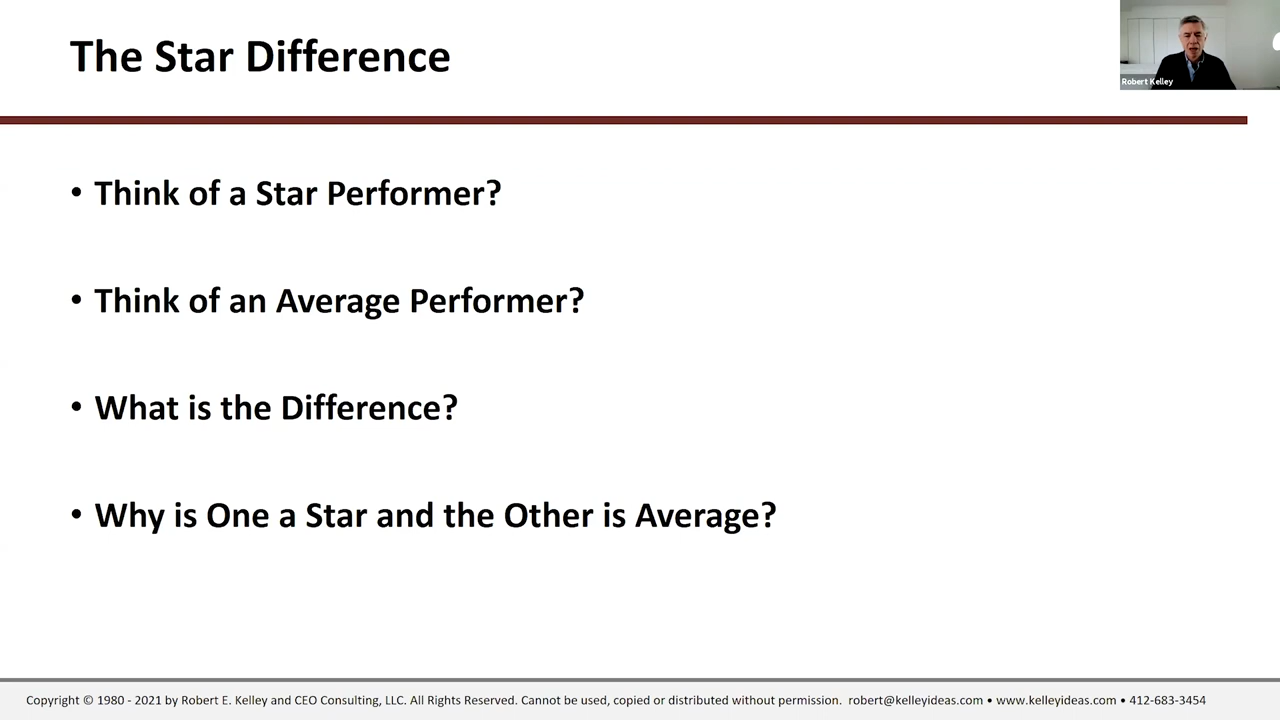 The Star Difference
Robert Kelley
• Think of a Star Performer?
• Think of an Average Performer?
• What is the Difference?
• Why is One a Star and the Other is Average?
Copyright © 1980 - 2021 by Robert E. Kelley and CEO Consulting, LLC. All Rights Reserved. Cannot be used, copied or distributed without permission. robert@kelleyideas.com • www.kelleyideas.com • 412-683-3454